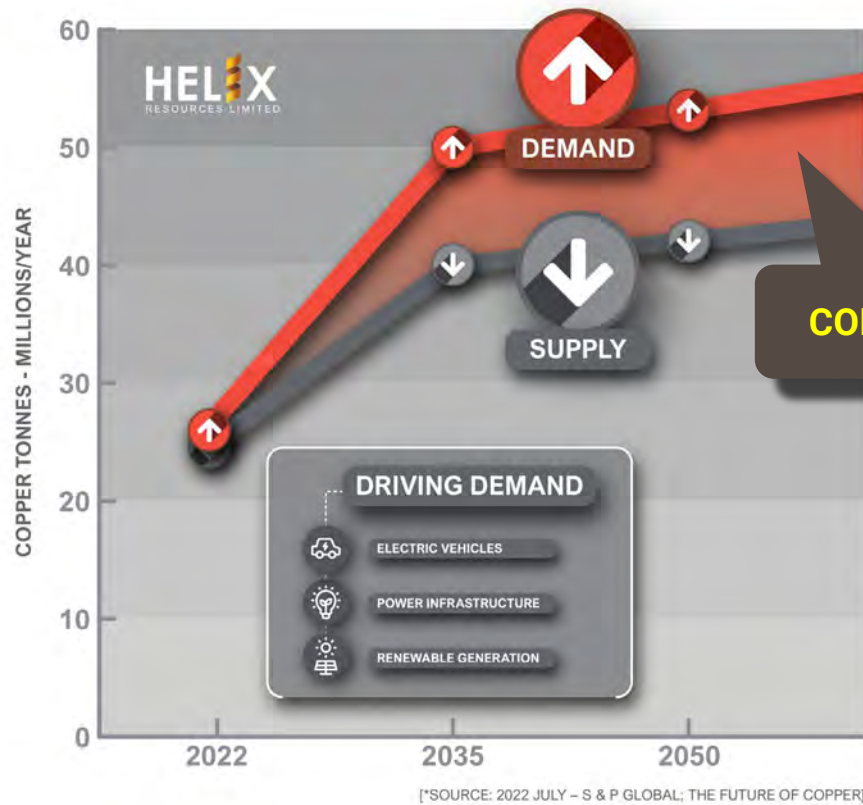 60
50
40
30
20
10
0
COPPER TONNES - MILLIONS/YEAR
HELIX
RESOURCES LIMITED
DEMAND
SUPPLY
DRIVING DEMAND
ELECTRIC VEHICLES
POWER INFRASTRUCTURE
RENEWABLE GENERATION
2022
2035
2050
[*SOURCE: 2022 JULY – S & P GLOBAL; THE FUTURE OF COPPER]